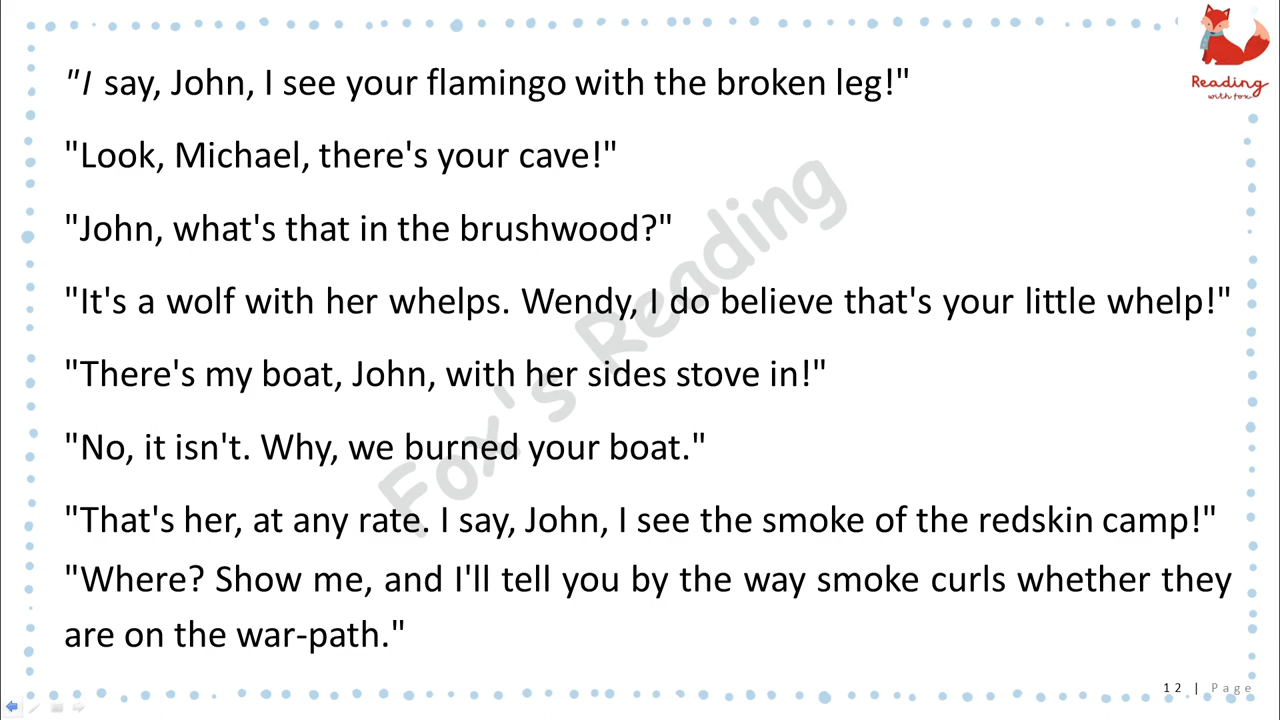 Reading
with fox
"I say, John, I see your flamingo with the broken leg!"
"Look, Michael, there's your cave!"
"John, what's that in the brushwood?"
"It's a wolf with her whelps. Wendy, I do believe that's your little whelp!"
"There's my boat, John, with her sides stove in!"
"No, it isn't. Why, we burned your boat."
"That's her, at any rate. I say, John, I see the smoke of the redskin camp!"
"Where? Show me, and I'll tell you by the way smoke curls whether they
are on the war-path."
Fox's Reading
12 | Page